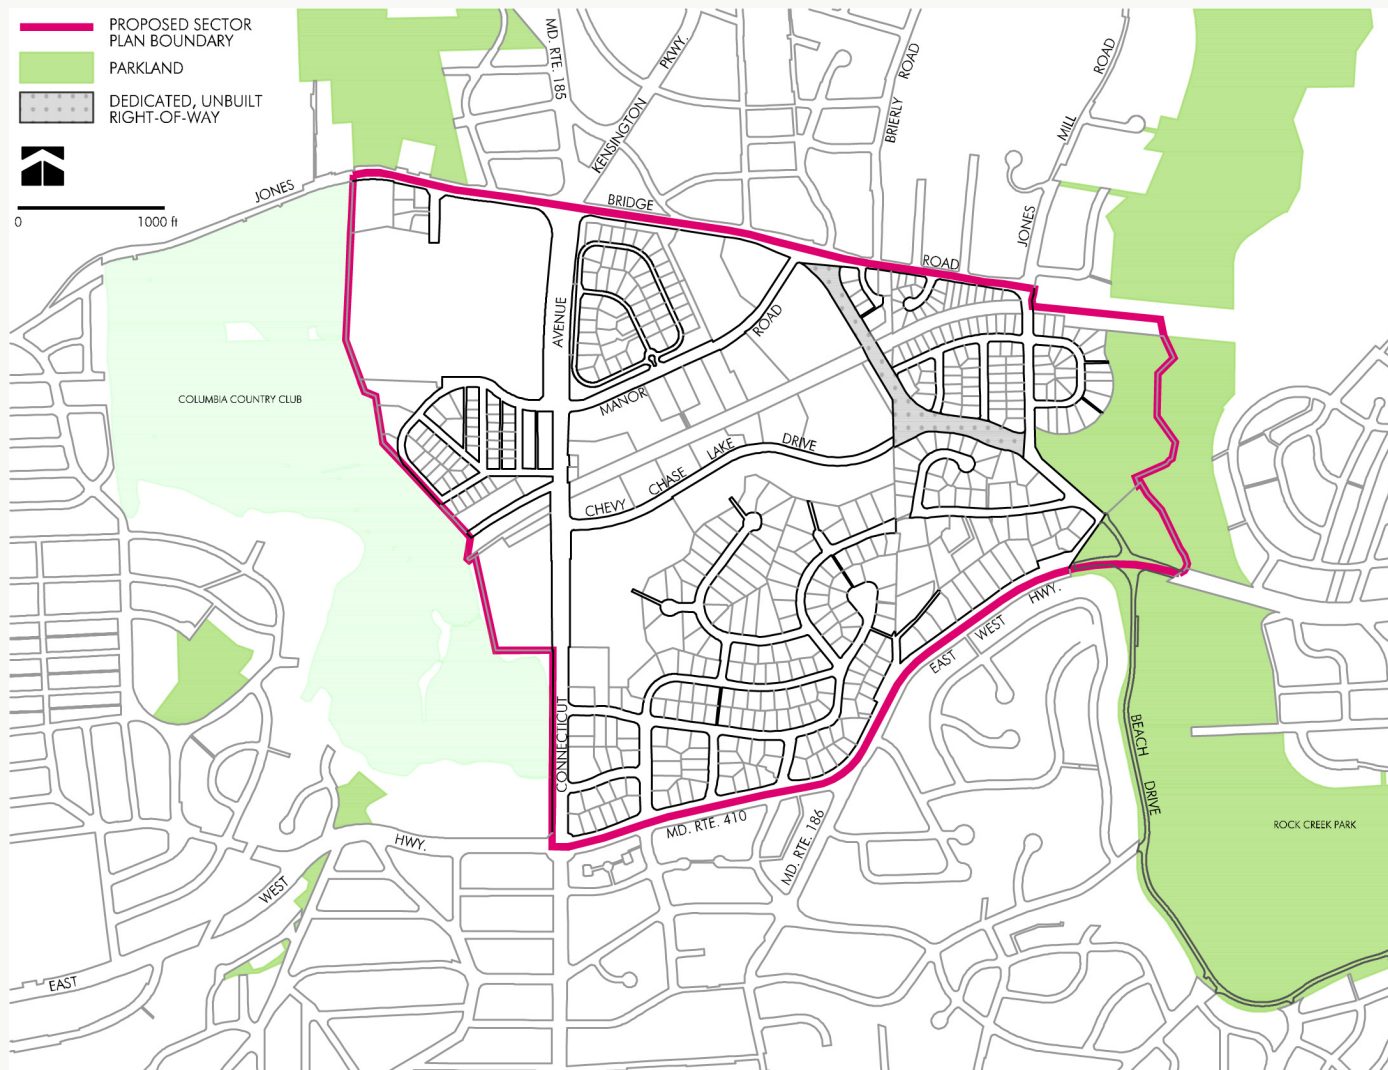 PROPOSED SECTOR
PLAN BOUNDARY
PARKLAND
DEDICATED, UNBUILT
RIGHT-OF-WAY
0
1000 ft
MD. RTE. 185
KENSINGTON
PKWY.
BRIERLY
ROAD
JONES
MILL
ROAD
JONES
BRIDGE
ROAD
AVENUE
MANOR
ROAD
COLUMBIA COUNTRY CLUB
CHEVY
CHASE
LAKE
DRIVE
EAST
WEST
HWY.
CONNECTICUT
MD. RTE. 410
MD. RTE. 186
BEACH
DRIVE
ROCK CREEK PARK
EAST
WEST
HWY.